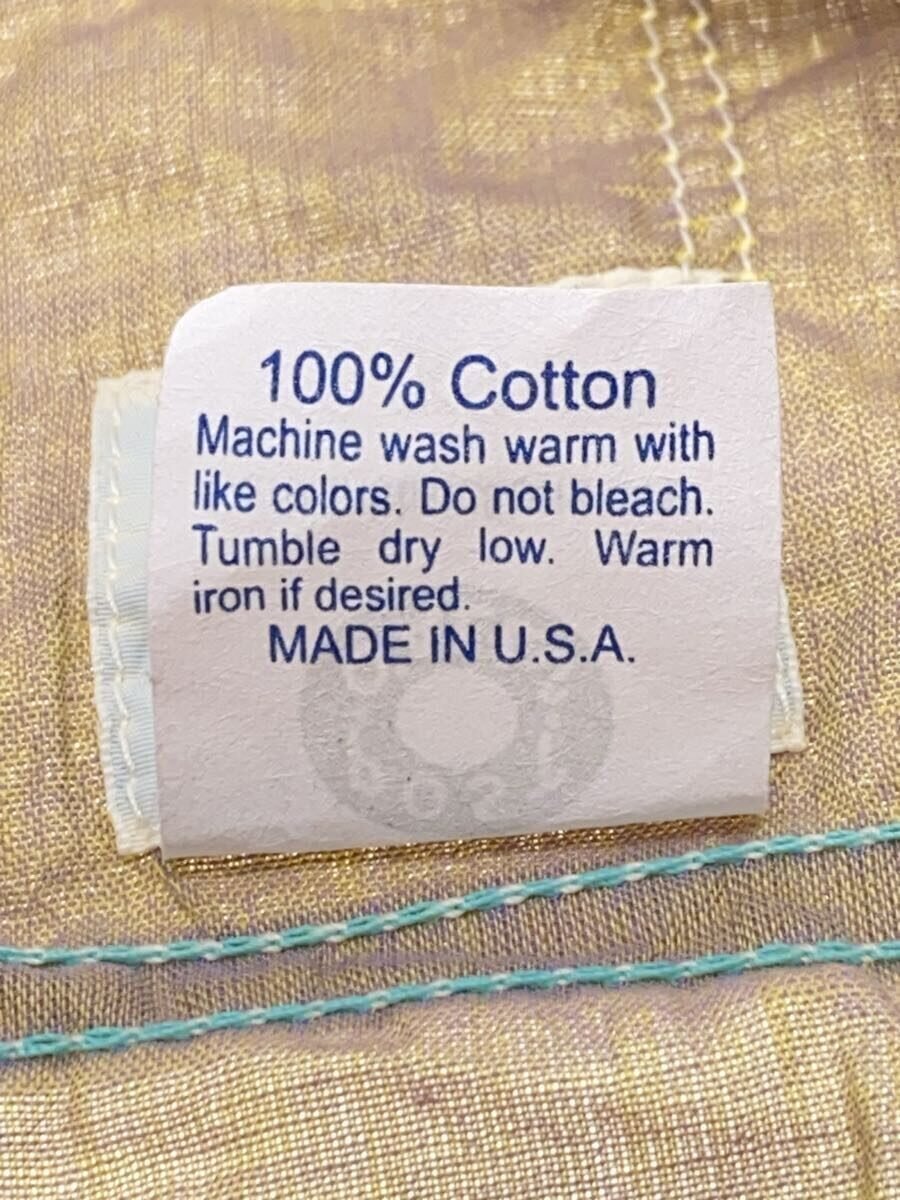 100% Cotton
Machine wash warm with
like colors. Do not bleach.
Tumble dry low. Warm
iron if desired.
MADE IN U.S.A.